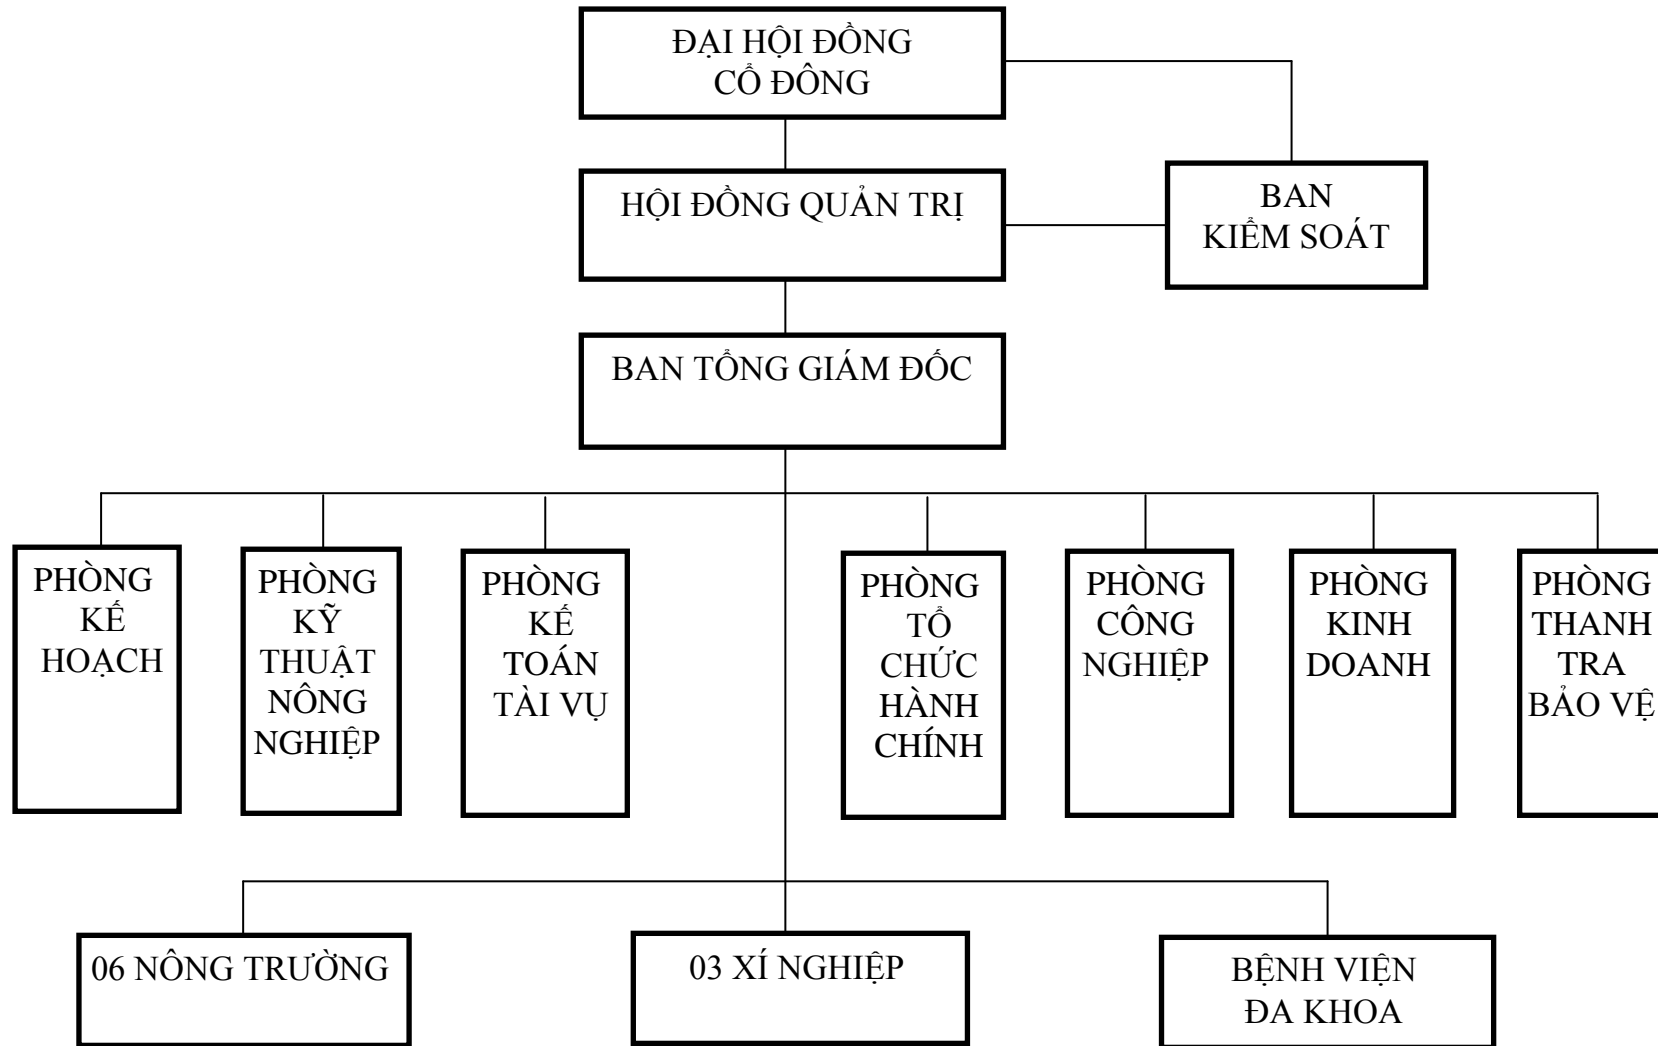 ĐẠI HỘI ĐỒNG
CỔ ĐÔNG
HỘI ĐỒNG QUẢN TRỊ
BAN
KIỂM SOÁT
BAN TỔNG GIÁM ĐỐC
PHÒNG
KẾ
HOẠCH
PHÒNG
KỸ
THUẬT
NÔNG
NGHIỆP
PHÒNG
KẾ
TOÁN
TÀI VỤ
PHÒNG
TỔ
CHỨC
HÀNH
CHÍNH
PHÒNG
CÔNG
NGHIỆP
PHÒNG
KINH
DOANH
PHÒNG
THANH
TRA
BẢO VỆ
06 NÔNG TRƯỜNG
03 XÍ NGHIỆP
BỆNH VIỆN
ĐA KHOA